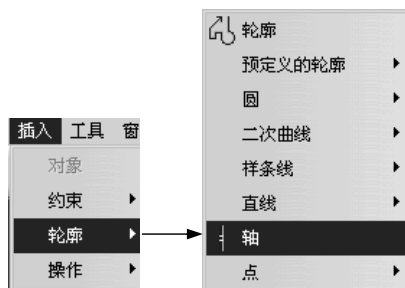 插入 工具 窗
对象
约束
轮廓
操作
轮廓
预定义的轮廓
圆
二次曲线
样条线
直线
轴
点